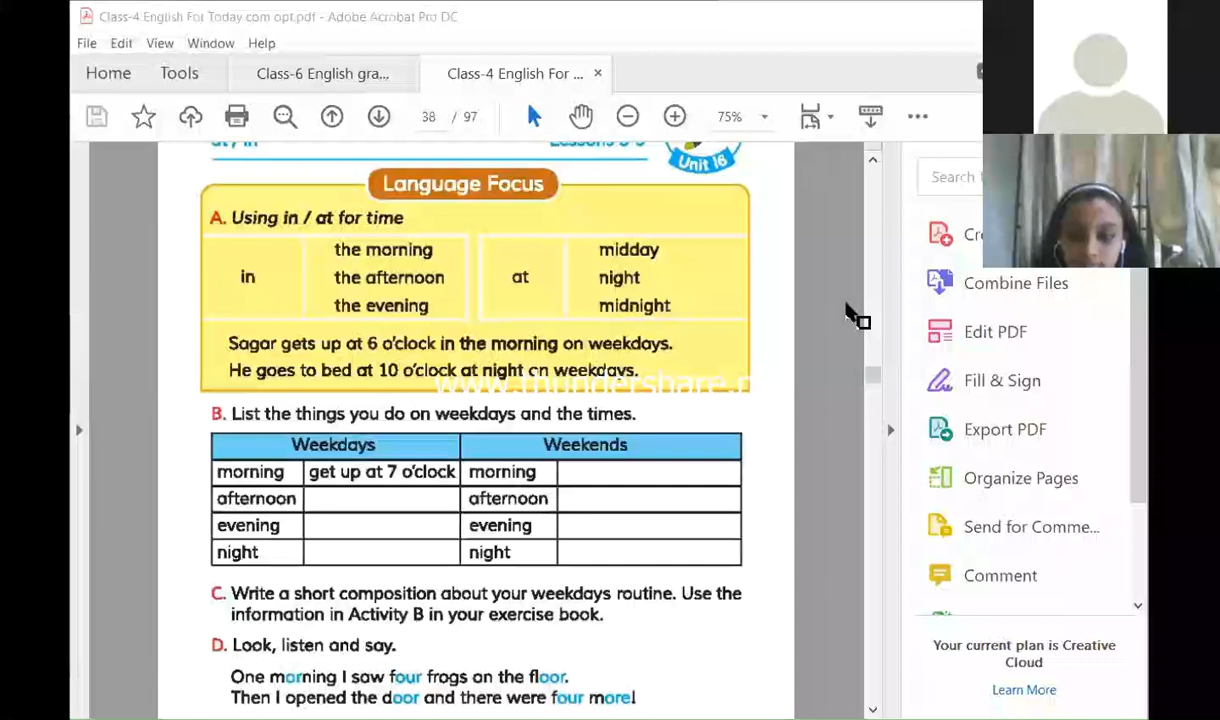 Class-4 English For Today com opt.pdf - Adobe Acrobat Pro DC
File Edit View Window Help
Home Tools Class-6 English gra... Class-4 English For ... ×
38 / 97 75%
at / in
Unit 16
Language Focus
A. Using in / at for time
in
the morning
the afternoon
the evening
at
midday
night
midnight
Sagar gets up at 6 o'clock in the morning on weekdays.
He goes to bed at 10 o'clock at night on weekdays.
www.thundershare.
B. List the things you do on weekdays and the times.
Weekdays Weekends
morning get up at 7 o'clock morning
afternoon afternoon
evening evening
night night
C. Write a short composition about your weekdays routine. Use the
information in Activity B in your exercise book.
D. Look, listen and say.
One morning I saw four frogs on the floor.
Then I opened the door and there were four more!
Search
Combine Files
Edit PDF
Fill & Sign
Export PDF
Organize Pages
Send for Comme...
Comment
Your current plan is Creative
Cloud
Learn More